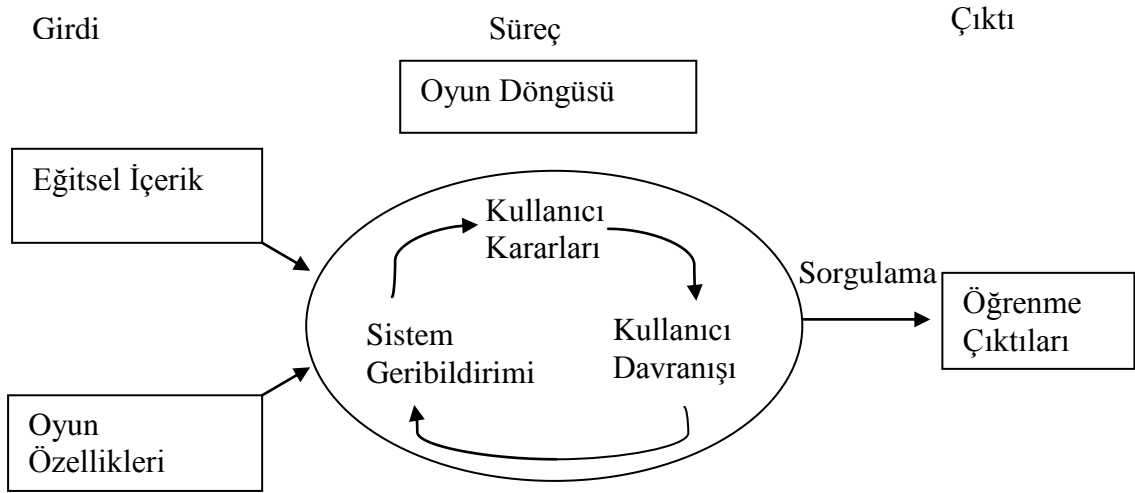 Girdi
Süreç
Çıktı
Oyun Döngüsü
Eğitsel İçerik
Kullanıcı
Kararları
Sorgulama
Öğrenme
Çıktıları
Sistem
Geribildirimi
Kullanıcı
Davranışı
Oyun
Özellikleri